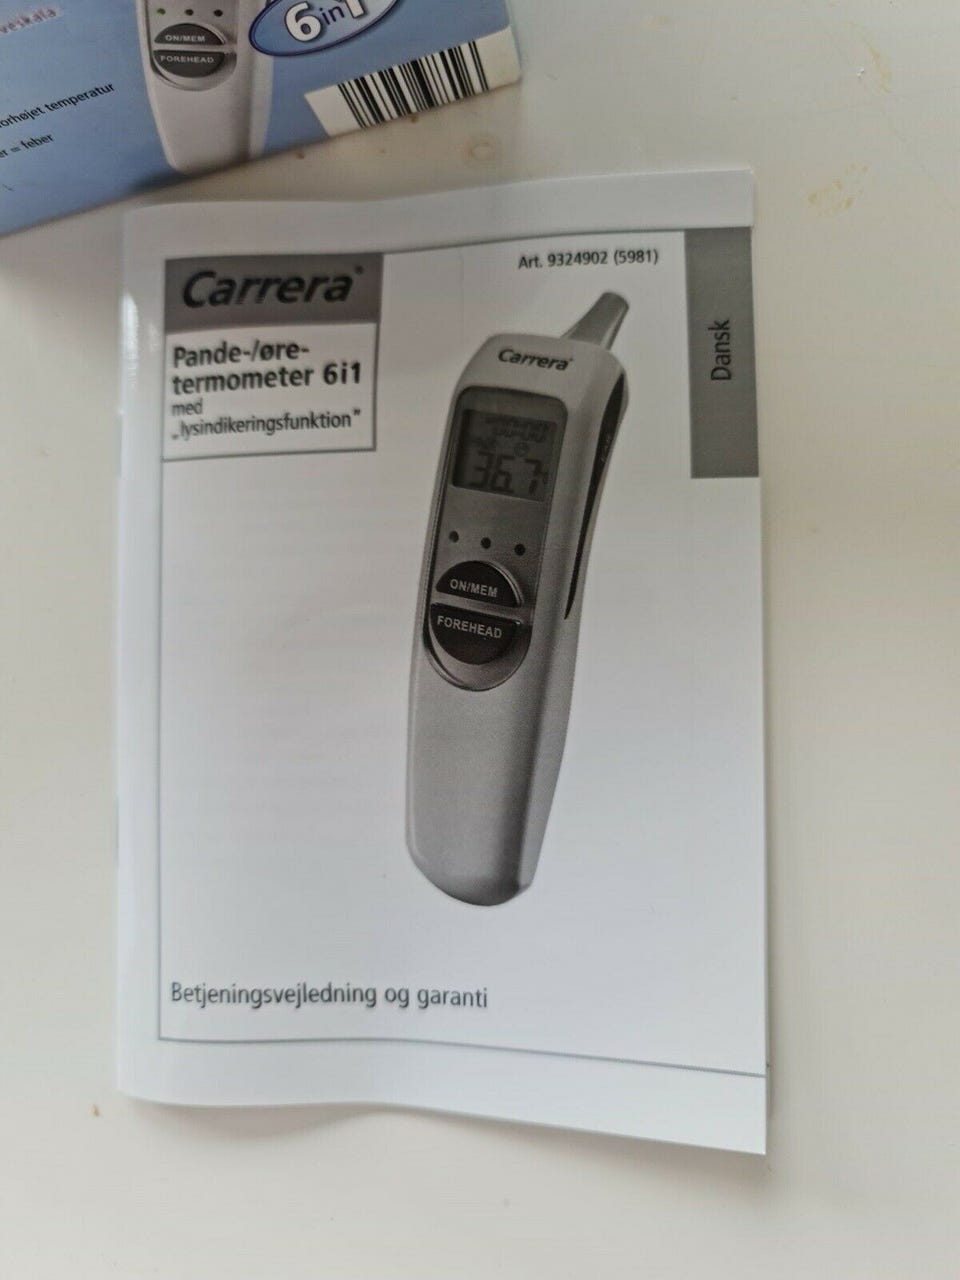 veskala
ON/MEM
FOREHEAD
6in1
forhøjet temperatur
= feber
Carrera®
Art. 9324902 (5981)
Dansk
Pande-/øre-
termometer 6i1
med
„lysindikeringsfunktion”
Carrera®
36.7
ON/MEM
FOREHEAD
Betjeningsvejledning og garanti